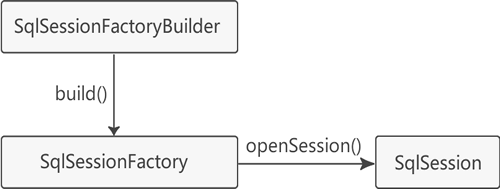 SqlSessionFactoryBuilder
build()
SqlSessionFactory
openSession()
SqlSession